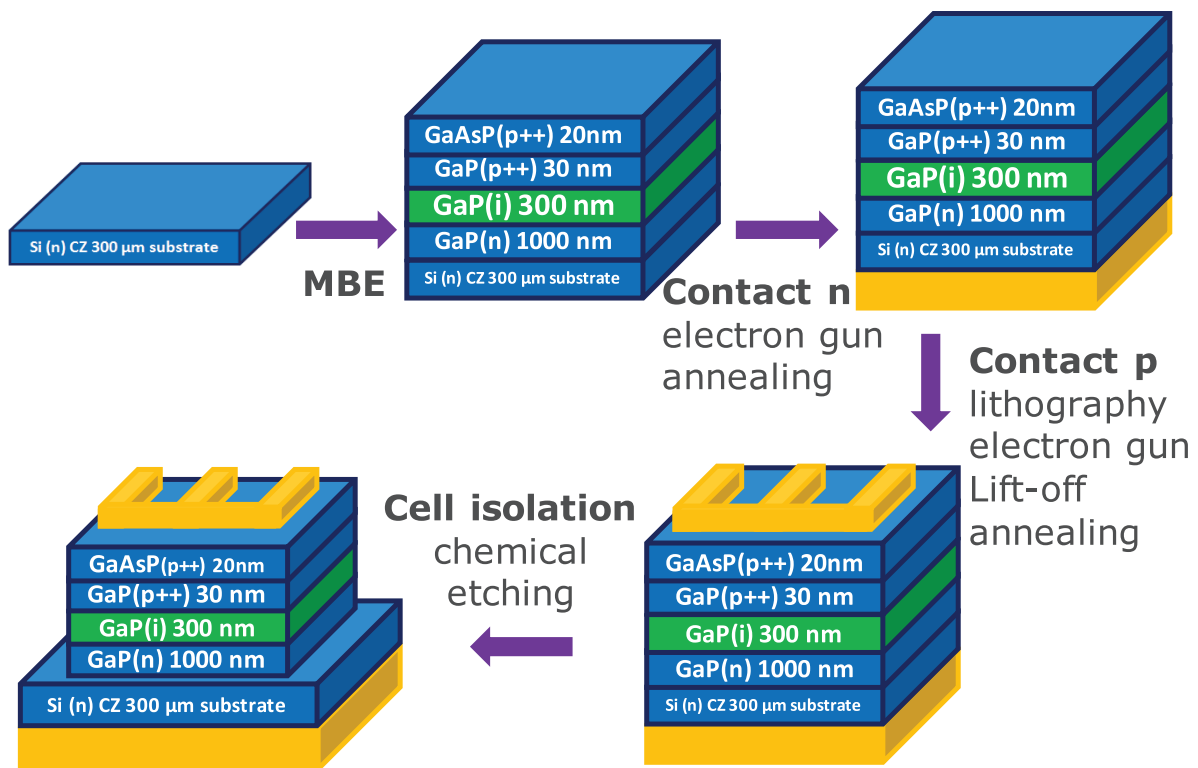 Si (n) CZ 300 µm substrate
MBE
GaAsP(p++) 20nm
GaP(p++) 30 nm
GaP(i) 300 nm
GaP(n) 1000 nm
Si (n) CZ 300 µm substrate
Contact n
electron gun
annealing
GaAsP(p++) 20nm
GaP(p++) 30 nm
GaP(i) 300 nm
GaP(n) 1000 nm
Si (n) CZ 300 µm substrate
Contact p
lithography
electron gun
Lift-off
annealing
GaAsP(p++) 20nm
GaP(p++) 30 nm
GaP(i) 300 nm
GaP(n) 1000 nm
Si (n) CZ 300 µm substrate
Cell isolation
chemical
etching
GaAsP(p++) 20nm
GaP(p++) 30 nm
GaP(i) 300 nm
GaP(n) 1000 nm
Si (n) CZ 300 µm substrate